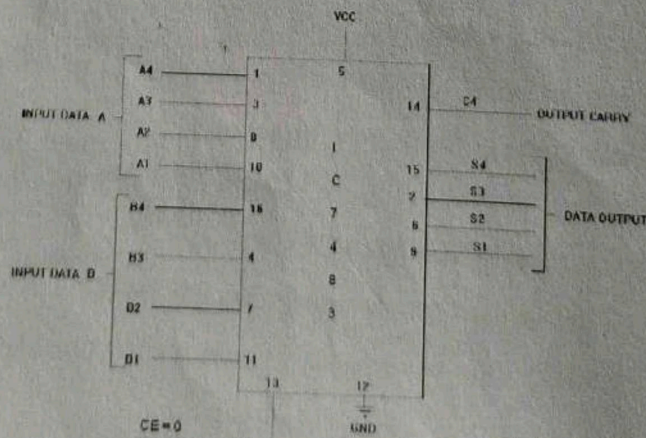 VCC
5
A4 1
A3 3
INPUT DATA A
A2 8
A1 10
14 C4 OUTPUT CARRY
I
C
7
4
8
3
15 S4
2 S3
6 S2
9 S1
DATA OUTPUT
B4 16
B3 4
INPUT DATA B
B2 7
B1 11
13 12
CE=0
GND